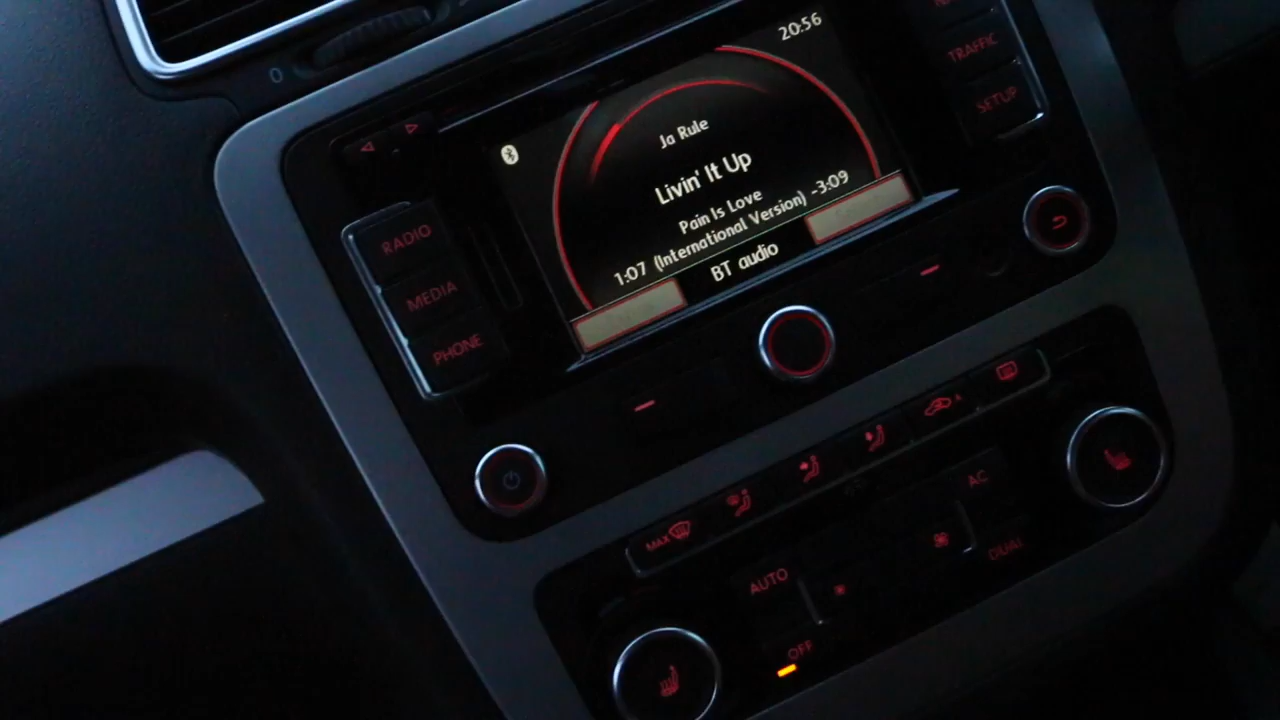 0
20:56
TRAFFIC
SETUP
Ja Rule
Livin' It Up
Pain Is Love
(International Version)
1:07
-3:09
BT audio
RADIO
MEDIA
PHONE
MAX
AC
AUTO
DUAL
OFF